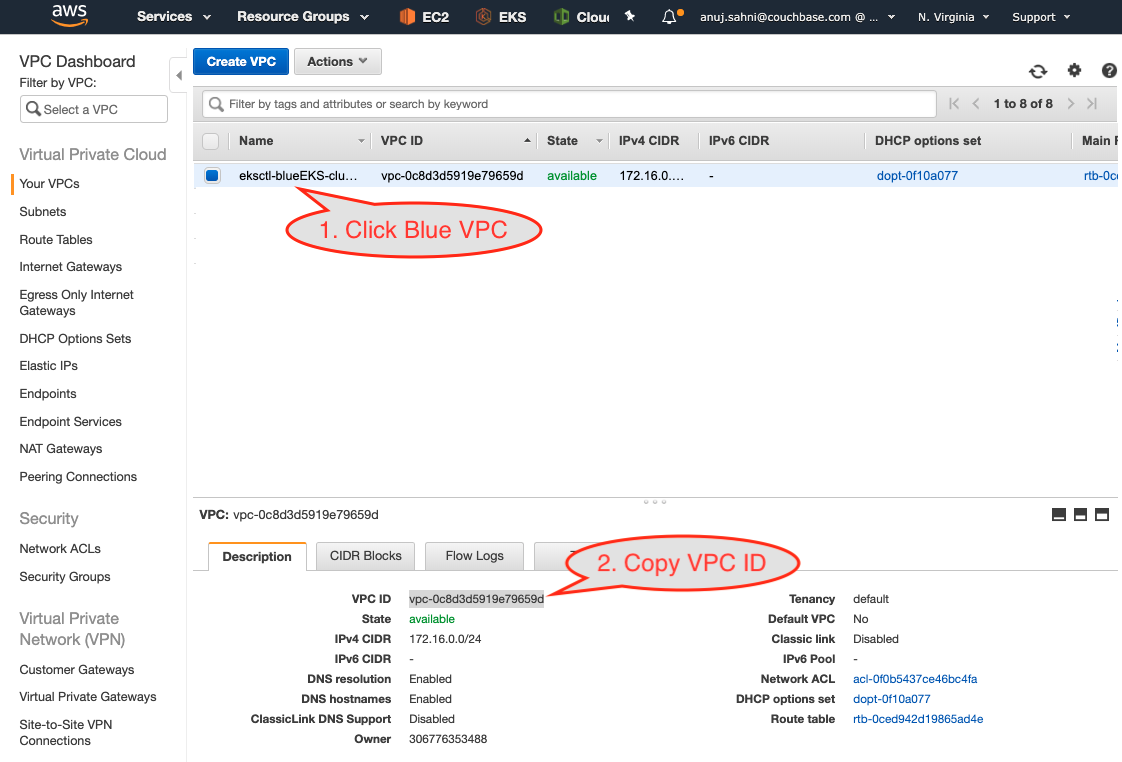 aws
Services
Resource Groups
EC2
EKS
Clou
anuj.sahni@couchbase.com @ ...
N. Virginia
Support
VPC Dashboard
Filter by VPC:
Select a VPC
Virtual Private Cloud
Your VPCs
Subnets
Route Tables
Internet Gateways
Egress Only Internet
Gateways
DHCP Options Sets
Elastic IPs
Endpoints
Endpoint Services
NAT Gateways
Peering Connections
Security
Network ACLs
Security Groups
Virtual Private
Network (VPN)
Customer Gateways
Virtual Private Gateways
Site-to-Site VPN
Connections
Create VPC
Actions
Filter by tags and attributes or search by keyword
1 to 8 of 8
Name VPC ID State IPv4 CIDR IPv6 CIDR DHCP options set Main
eksctl-blueEKS-clu... vpc-0c8d3d5919e79659d available 172.16.0.... - dopt-0f10a077 rtb-0ce
1. Click Blue VPC
VPC: vpc-0c8d3d5919e79659d
Description
CIDR Blocks
Flow Logs
2. Copy VPC ID
VPC ID vpc-0c8d3d5919e79659d
State available
IPv4 CIDR 172.16.0.0/24
IPv6 CIDR -
DNS resolution Enabled
DNS hostnames Enabled
ClassicLink DNS Support Disabled
Owner 306776353488
Tenancy default
Default VPC No
Classic link Disabled
IPv6 Pool -
Network ACL acl-0f0b5437ce46bc4fa
DHCP options set dopt-0f10a077
Route table rtb-0ced942d19865ad4e